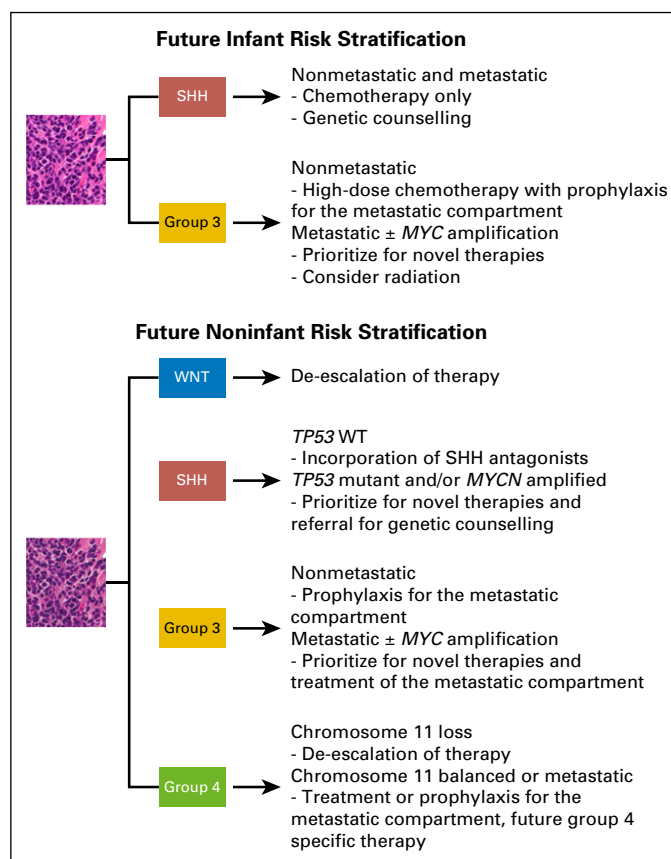 Future Infant Risk Stratification
SHH
Nonmetastatic and metastatic
- Chemotherapy only
- Genetic counselling
Group 3
Nonmetastatic
- High-dose chemotherapy with prophylaxis
for the metastatic compartment
Metastatic ± MYC amplification
- Prioritize for novel therapies
- Consider radiation
Future Noninfant Risk Stratification
WNT
De-escalation of therapy
SHH
TP53 WT
- Incorporation of SHH antagonists
TP53 mutant and/or MYCN amplified
- Prioritize for novel therapies and
referral for genetic counselling
Group 3
Nonmetastatic
- Prophylaxis for the metastatic
compartment
Metastatic ± MYC amplification
- Prioritize for novel therapies and
treatment of the metastatic compartment
Group 4
Chromosome 11 loss
- De-escalation of therapy
Chromosome 11 balanced or metastatic
- Treatment or prophylaxis for the
metastatic compartment, future group 4
specific therapy